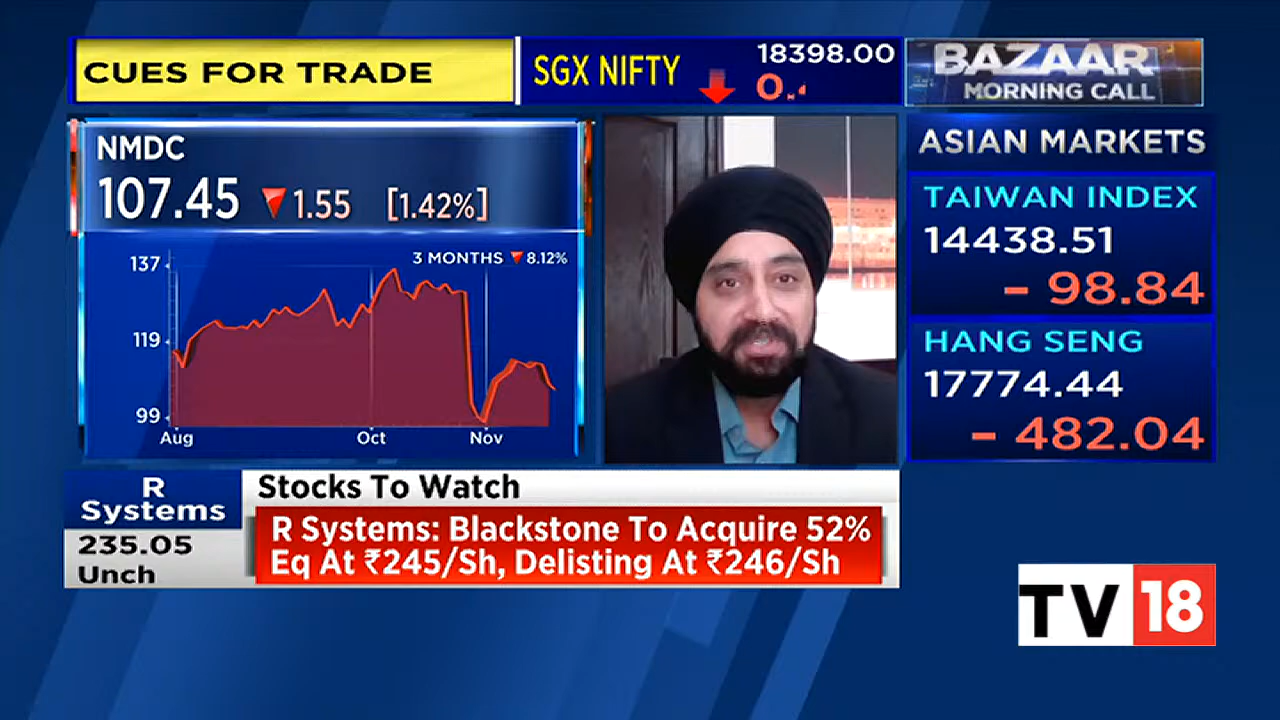 CUES FOR TRADE
SGX NIFTY
18398.00
BAZAAR
MORNING CALL
NMDC
107.45 1.55 [1.42%]
3 MONTHS 8.12%
137
119
99
Aug Oct Nov
ASIAN MARKETS
TAIWAN INDEX
14438.51
- 98.84
HANG SENG
17774.44
- 482.04
R
Systems
235.05
Unch
Stocks To Watch
R Systems: Blackstone To Acquire 52%
Eq At ₹245/Sh, Delisting At ₹246/Sh
TV 18